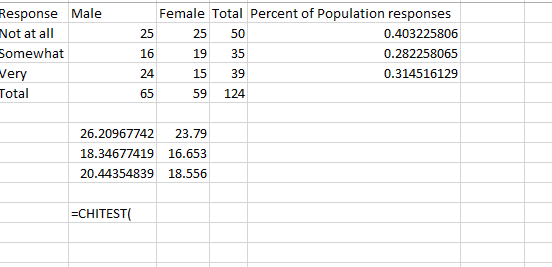 Response Male Female Total Percent of Population responses
Not at all 25 25 50 0.403225806
Somewhat 16 19 35 0.282258065
Very 24 15 39 0.314516129
Total 65 59 124
26.20967742 23.79
18.34677419 16.653
20.44354839 18.556
=CHITEST(